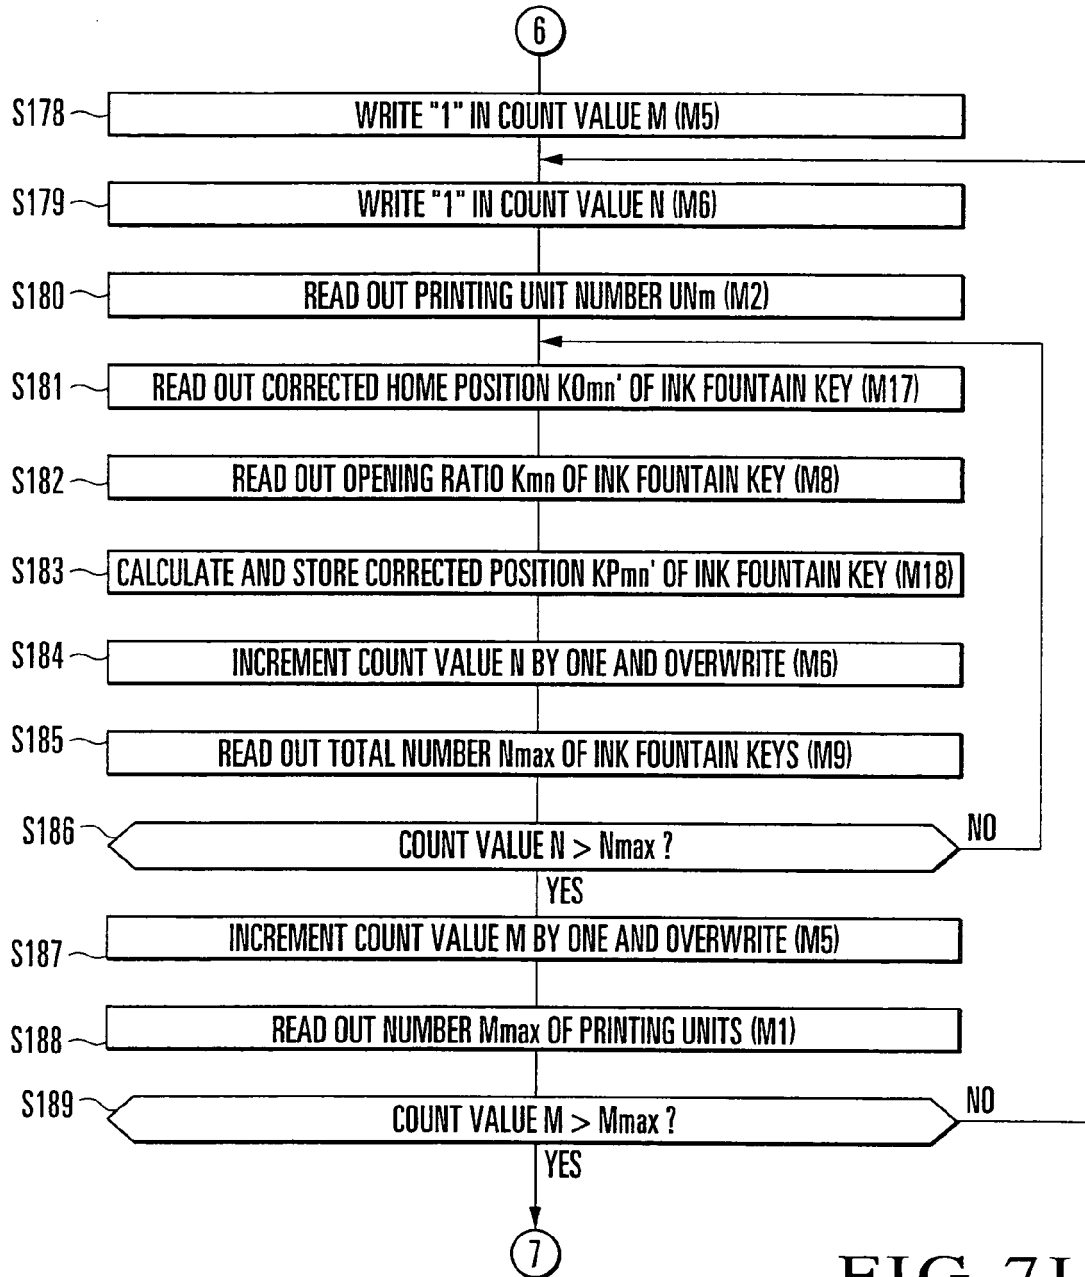 6
S178 WRITE "1" IN COUNT VALUE M (M5)
S179 WRITE "1" IN COUNT VALUE N (M6)
S180 READ OUT PRINTING UNIT NUMBER UNm (M2)
S181 READ OUT CORRECTED HOME POSITION KOmn' OF INK FOUNTAIN KEY (M17)
S182 READ OUT OPENING RATIO Kmn OF INK FOUNTAIN KEY (M8)
S183 CALCULATE AND STORE CORRECTED POSITION KPmn' OF INK FOUNTAIN KEY (M18)
S184 INCREMENT COUNT VALUE N BY ONE AND OVERWRITE (M6)
S185 READ OUT TOTAL NUMBER Nmax OF INK FOUNTAIN KEYS (M9)
S186 COUNT VALUE N > Nmax ? NO
YES
S187 INCREMENT COUNT VALUE M BY ONE AND OVERWRITE (M5)
S188 READ OUT NUMBER Mmax OF PRINTING UNITS (M1)
S189 COUNT VALUE M > Mmax ? NO
YES
7